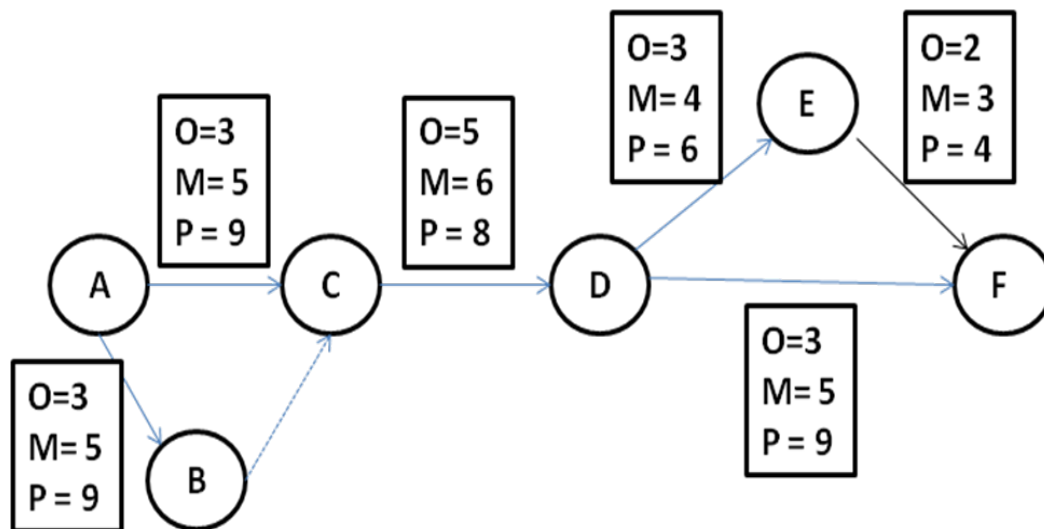 O=3
M= 4
P = 6
E
O=2
M= 3
P = 4
O=3
M= 5
P = 9
O=5
M= 6
P = 8
A
C
D
F
O=3
M= 5
P = 9
B
O=3
M= 5
P = 9